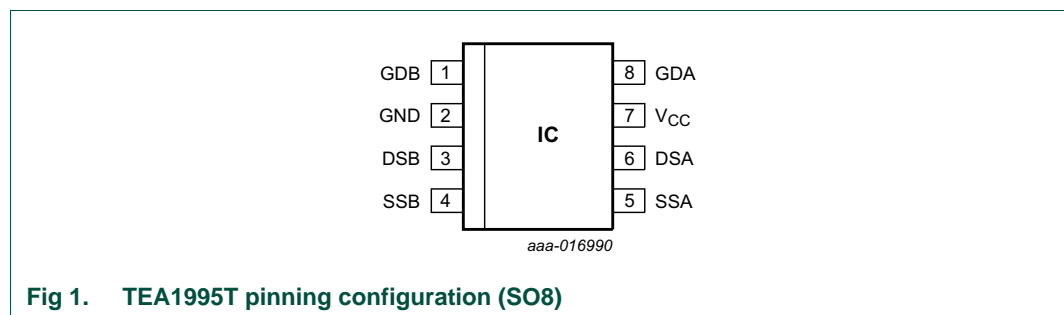 GDB 1 8 GDA
GND 2 IC 7 VCC
DSB 3 6 DSA
SSB 4 5 SSA
aaa-016990
Fig 1. TEA1995T pinning configuration (SO8)